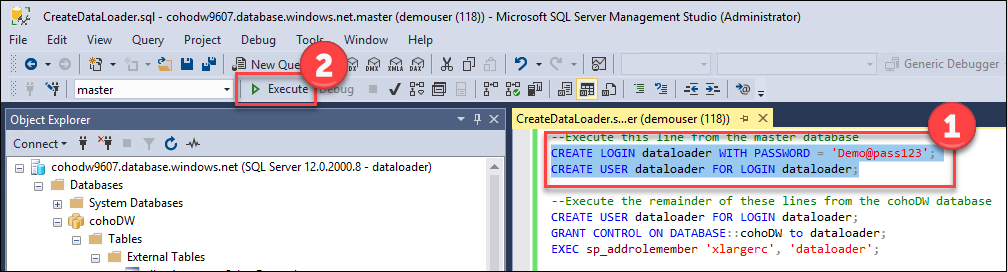 CreateDataLoader.sql - cohodw9607.database.windows.net.master (demouser (118)) - Microsoft SQL Server Management Studio (Administrator)
File Edit View Query Project Debug Tools Window Help
New Que 2 DMX XMLA DAX Generic Debugger
master Execute Debug
Object Explorer
Connect
cohodw9607.database.windows.net (SQL Server 12.0.2000.8 - dataloader)
Databases
System Databases
cohoDW
Tables
External Tables
CreateDataLoader.s...er (demouser (118)) 1
--Execute this line from the master database
CREATE LOGIN dataloader WITH PASSWORD = 'Demo@pass123';
CREATE USER dataloader FOR LOGIN dataloader;
--Execute the remainder of these lines from the cohoDW database
CREATE USER dataloader FOR LOGIN dataloader;
GRANT CONTROL ON DATABASE::cohoDW to dataloader;
EXEC sp_addrolemember 'xlargerc', 'dataloader';